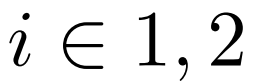 i ∈ 1, 2